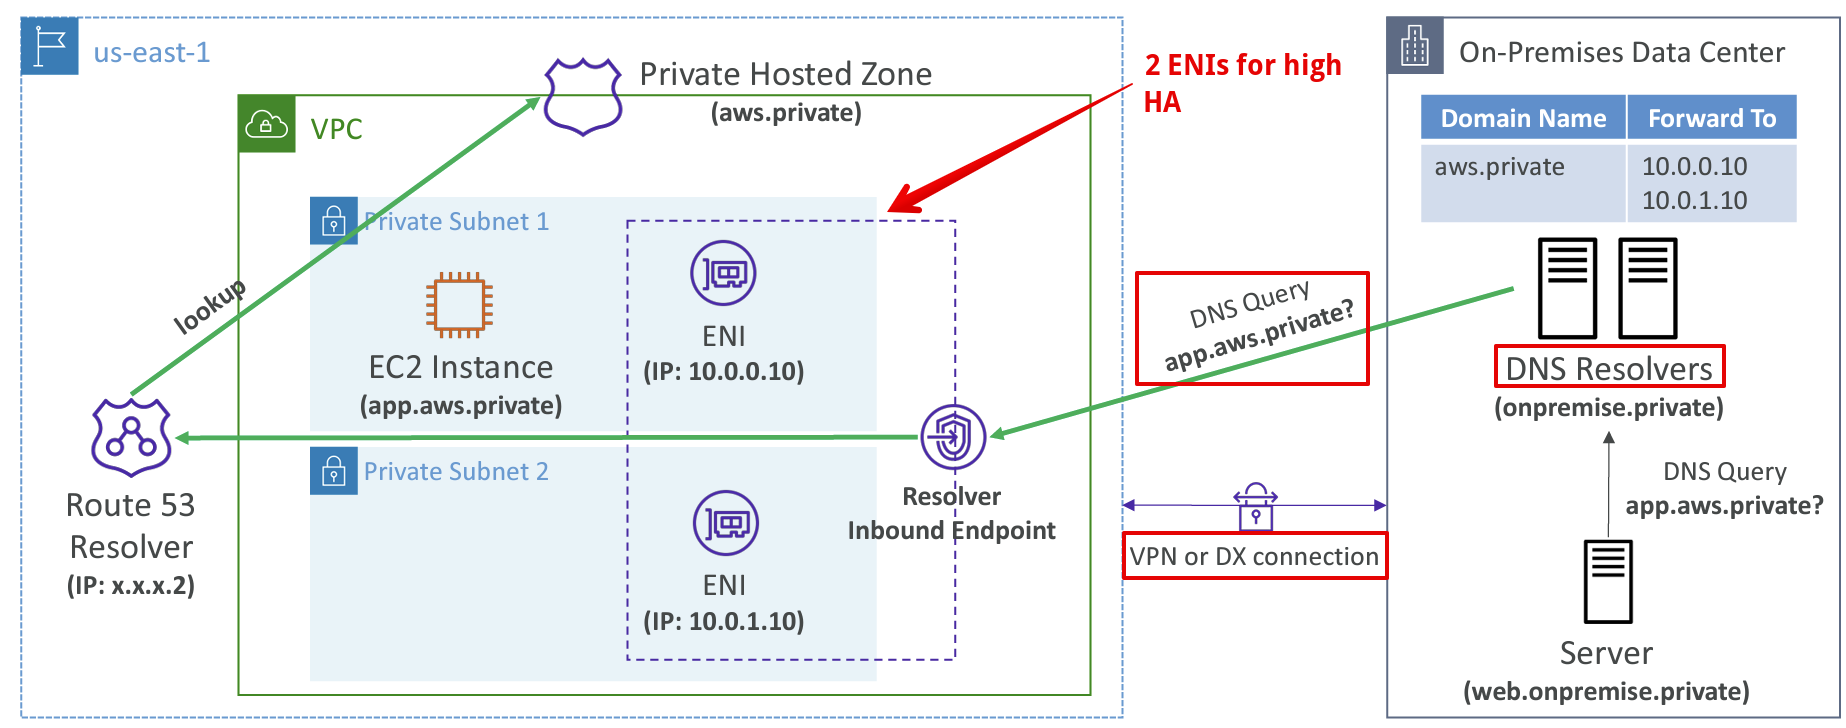 us-east-1
Private Hosted Zone
(aws.private)
2 ENIs for high
HA
On-Premises Data Center
Domain Name Forward To
aws.private 10.0.0.10
10.0.1.10
VPC
Private Subnet 1
lookup
ENI
(IP: 10.0.0.10)
EC2 Instance
(app.aws.private)
DNS Query
app.aws.private?
DNS Resolvers
(onpremise.private)
Private Subnet 2
Route 53
Resolver
(IP: x.x.x.2)
Resolver
Inbound Endpoint
ENI
(IP: 10.0.1.10)
VPN or DX connection
DNS Query
app.aws.private?
Server
(web.onpremise.private)